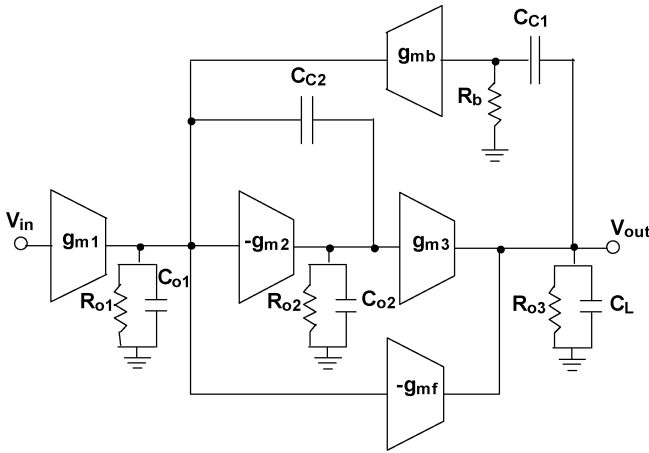 gmb
CC1
CC2
Rb
Vin
gm1
-gm2
gm3
Vout
Ro1
Co1
Ro2
Co2
Ro3
CL
-gmf